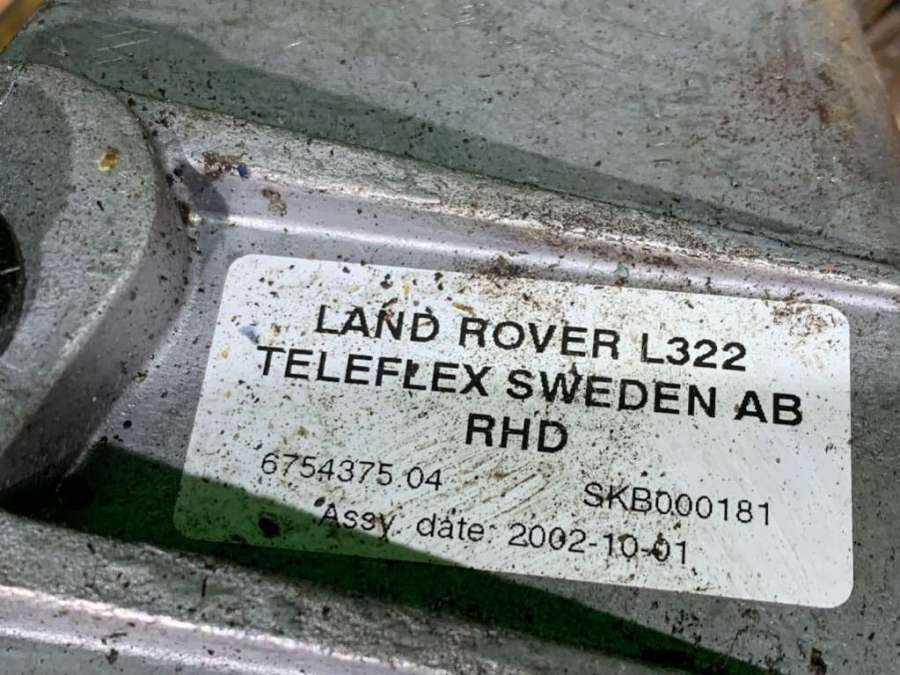 LAND ROVER L322
TELEFLEX SWEDEN AB
RHD
6754375 04 SKB000181
Assy date: 2002-10-01